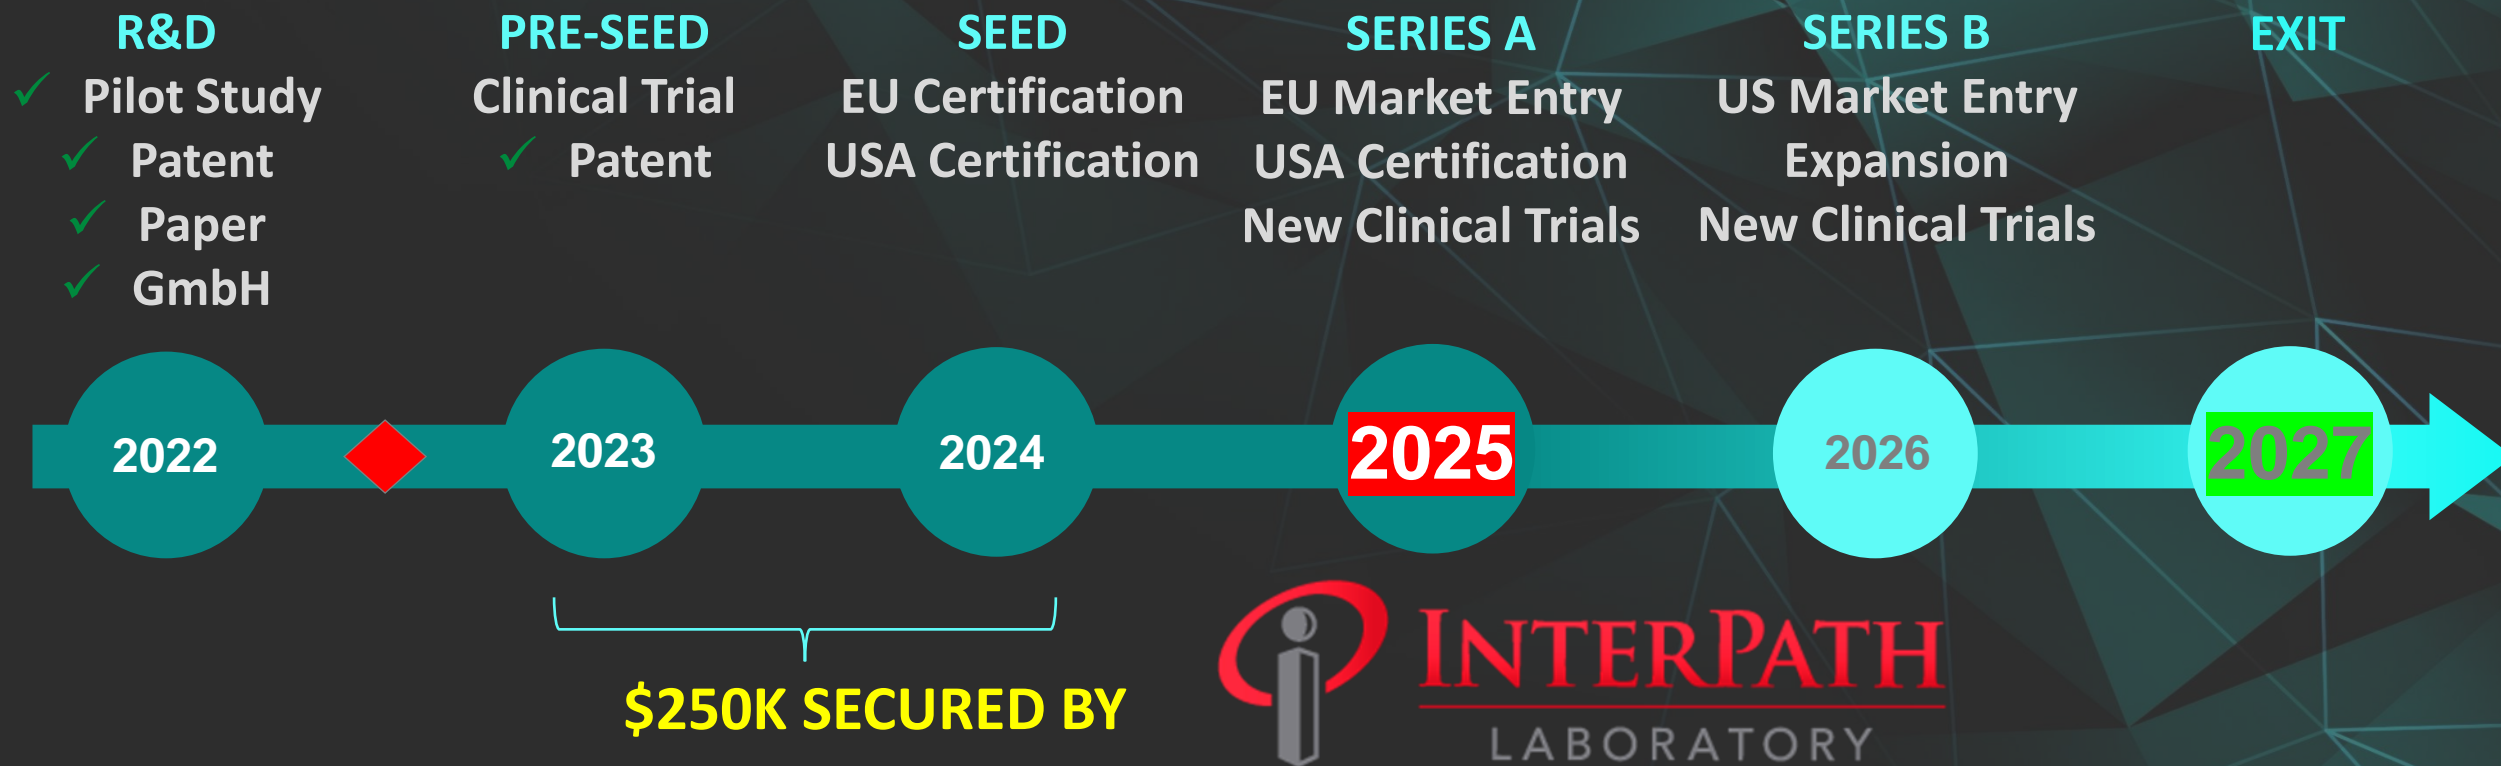 R&D
Pilot Study
Patent
Paper
GmbH
PRE-SEED
Clinical Trial
Patent
SEED
EU Certification
USA Certification
SERIES A
EU Market Entry
USA Certification
New Clinical Trials
SERIES B
US Market Entry
Expansion
New Clinical Trials
EXIT
2022
2023
2024
2025
2026
2027
$250K SECURED BY
INTERPATH
LABORATORY